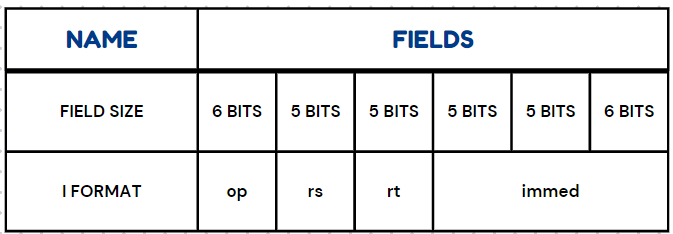 NAME FIELDS
FIELD SIZE 6 BITS 5 BITS 5 BITS 5 BITS 5 BITS 6 BITS
I FORMAT op rs rt immed